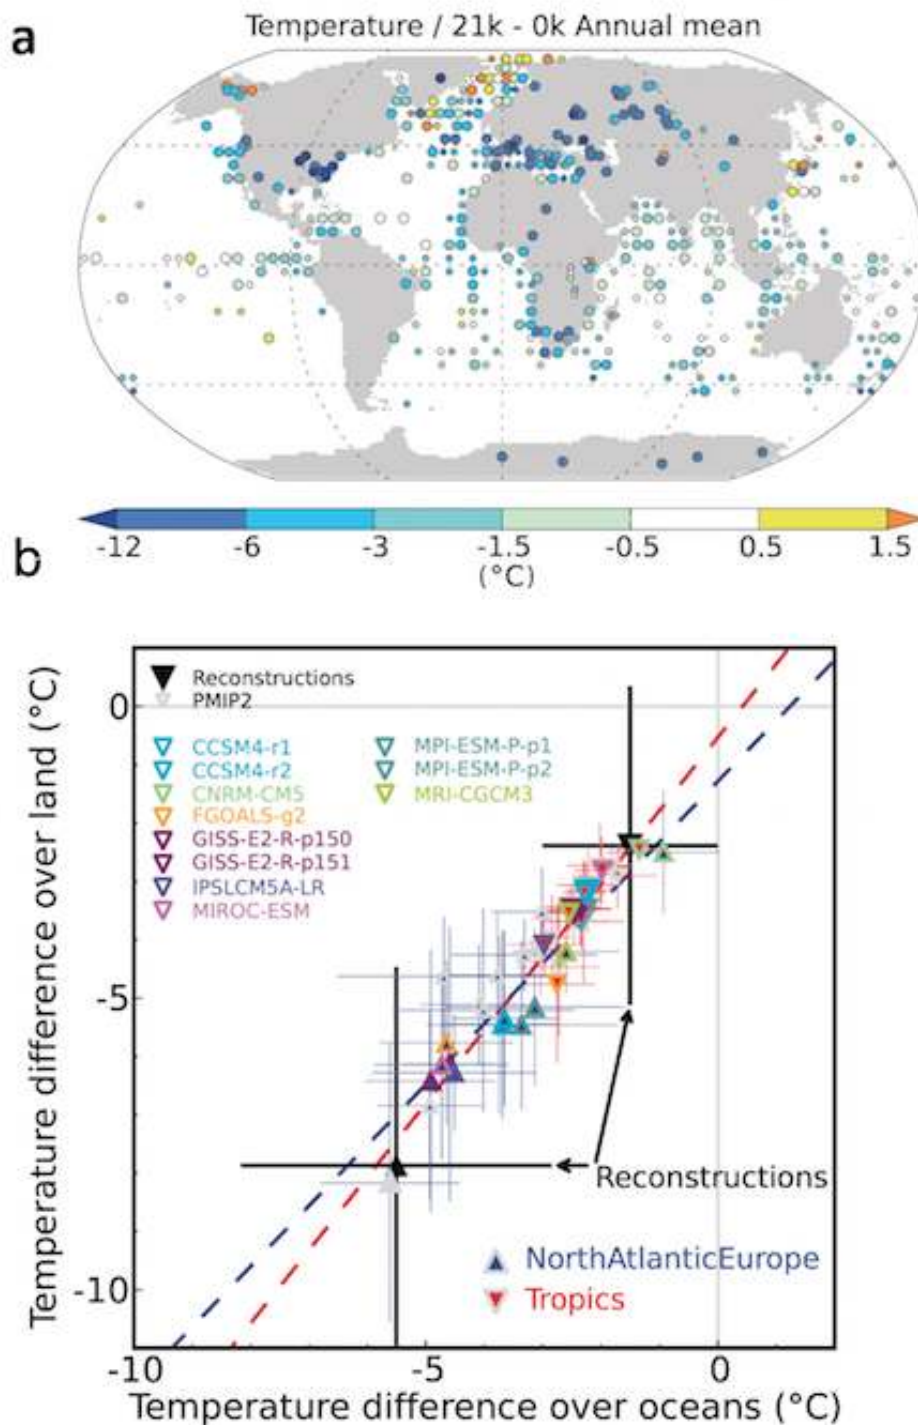 a
Temperature / 21k - 0k Annual mean
-12 -6 -3 -1.5 -0.5 0.5 1.5
(°C)
b
Temperature difference over land (°C)
Reconstructions
PMIP2
CCSM4-r1
CCSM4-r2
CNRM-CM5
FGOALS-g2
GISS-E2-R-p150
GISS-E2-R-p151
IPSLCM5A-LR
MIROC-ESM
MPI-ESM-P-p1
MPI-ESM-P-p2
MRI-CGCM3
0
-5
-10
Reconstructions
NorthAtlanticEurope
Tropics
-10 -5 0
Temperature difference over oceans (°C)